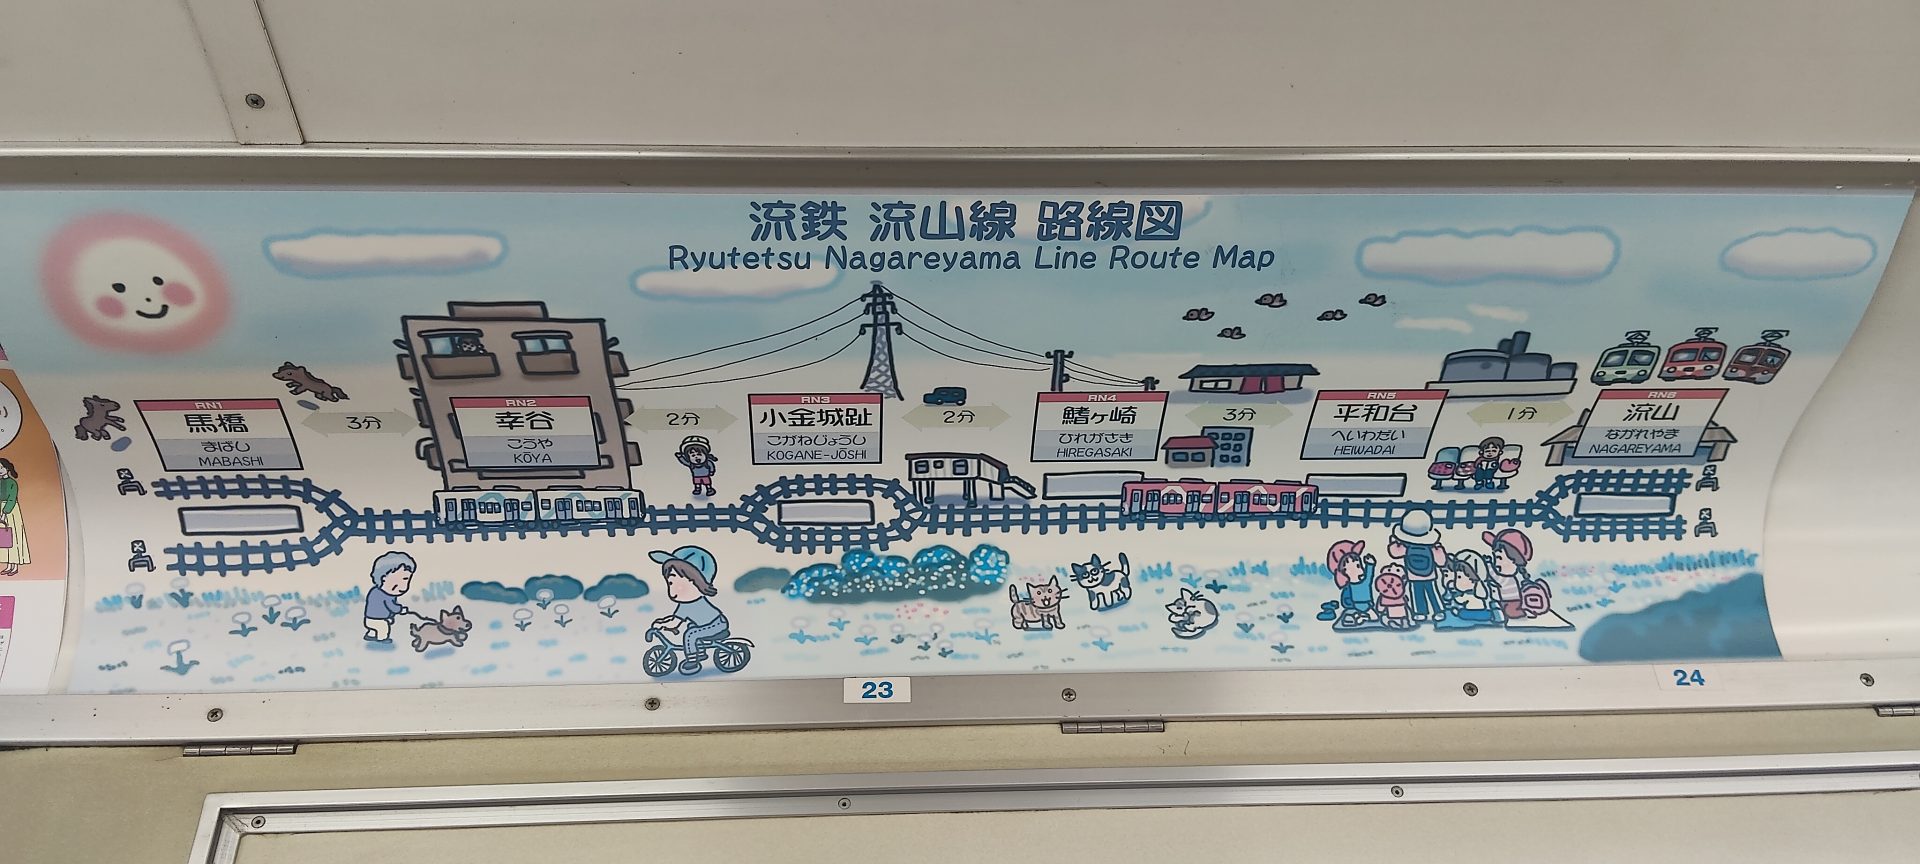 流鉄 流山線 路線図
Ryutetsu Nagareyama Line Route Map
RN1
馬橋
まばし
MABASHI
3分
RN2
幸谷
こうや
KŌYA
2分
RN3
小金城趾
こがねじょうし
KOGANE-JŌSHI
2分
RN4
鰭ヶ崎
ひれがさき
HIREGASAKI
3分
RN5
平和台
へいわだい
HEIWADAI
1分
RN6
流山
ながれやま
NAGAREYAMA
23
24